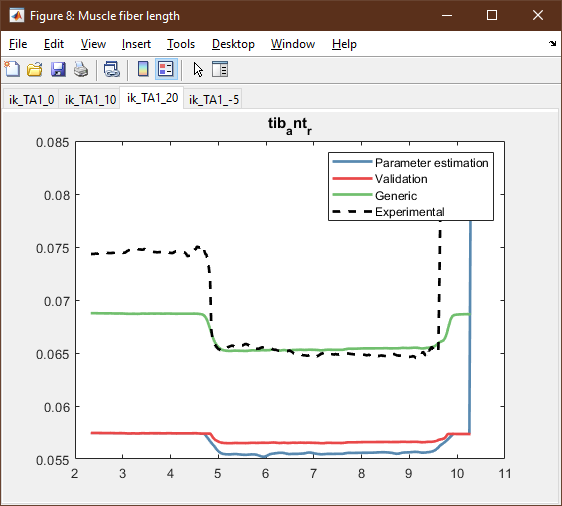 Figure 8: Muscle fiber length
File Edit View Insert Tools Desktop Window Help
ik_TA1_0 ik_TA1_10 ik_TA1_20 ik_TA1_-5
tibant r
0.085
0.08
0.075
0.07
0.065
0.06
0.055
2 3 4 5 6 7 8 9 10 11
Parameter estimation
Validation
Generic
Experimental